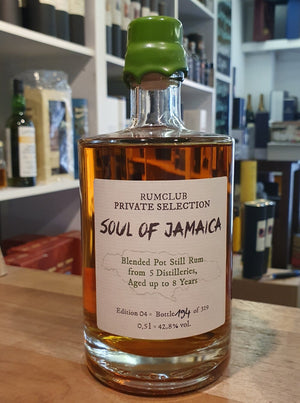 RUMCLUB
PRIVATE SELECTION
SOUL OF JAMAICA
Blended Pot Still Rum
from 5 Distilleries,
Aged up to 8 Years
Edition 04 • Bottle 194 of 319
0,5l • 42,8% vol.